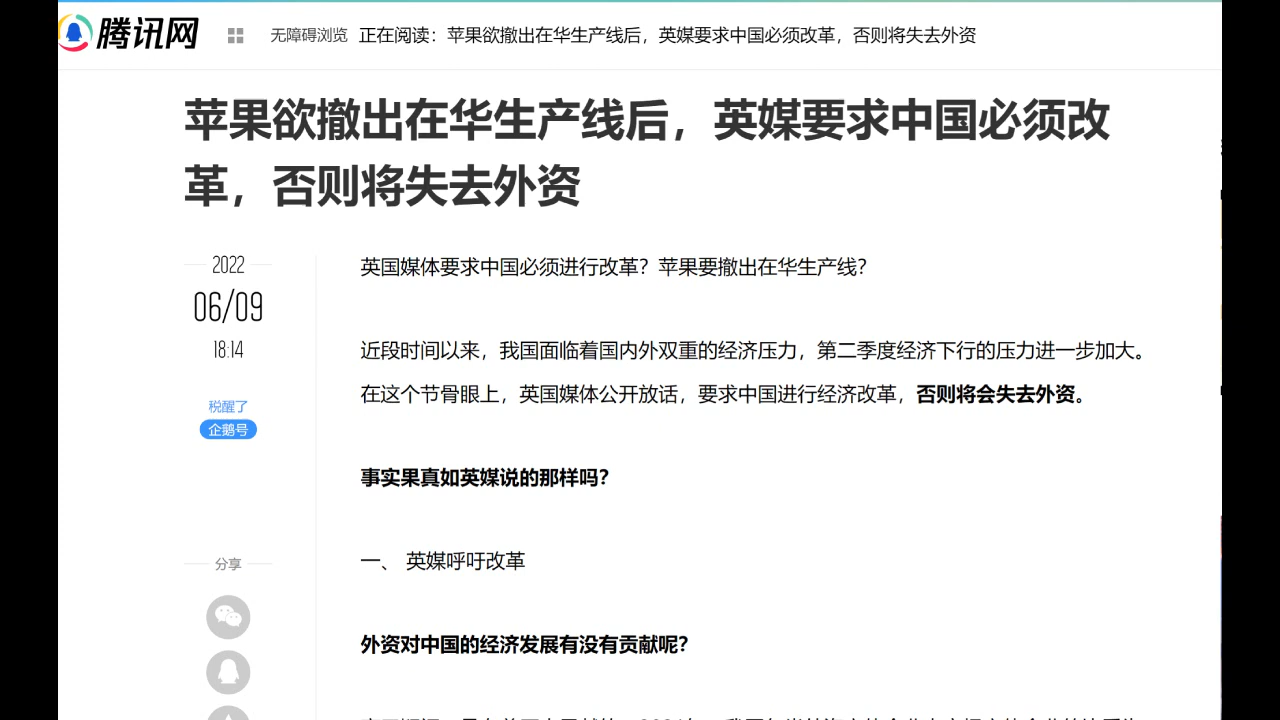 腾讯网
无障碍浏览 正在阅读：苹果欲撤出在华生产线后，英媒要求中国必须改革，否则将失去外资
苹果欲撤出在华生产线后，英媒要求中国必须改
革，否则将失去外资
2022
06/09
18:14
税醒了
企鹅号
分享
英国媒体要求中国必须进行改革？苹果要撤出在华生产线？
近段时间以来，我国面临着国内外双重的经济压力，第二季度经济下行的压力进一步加大。
在这个节骨眼上，英国媒体公开放话，要求中国进行经济改革，否则将会失去外资。
事实果真如英媒说的那样吗？
一、 英媒呼吁改革
外资对中国的经济发展有没有贡献呢？